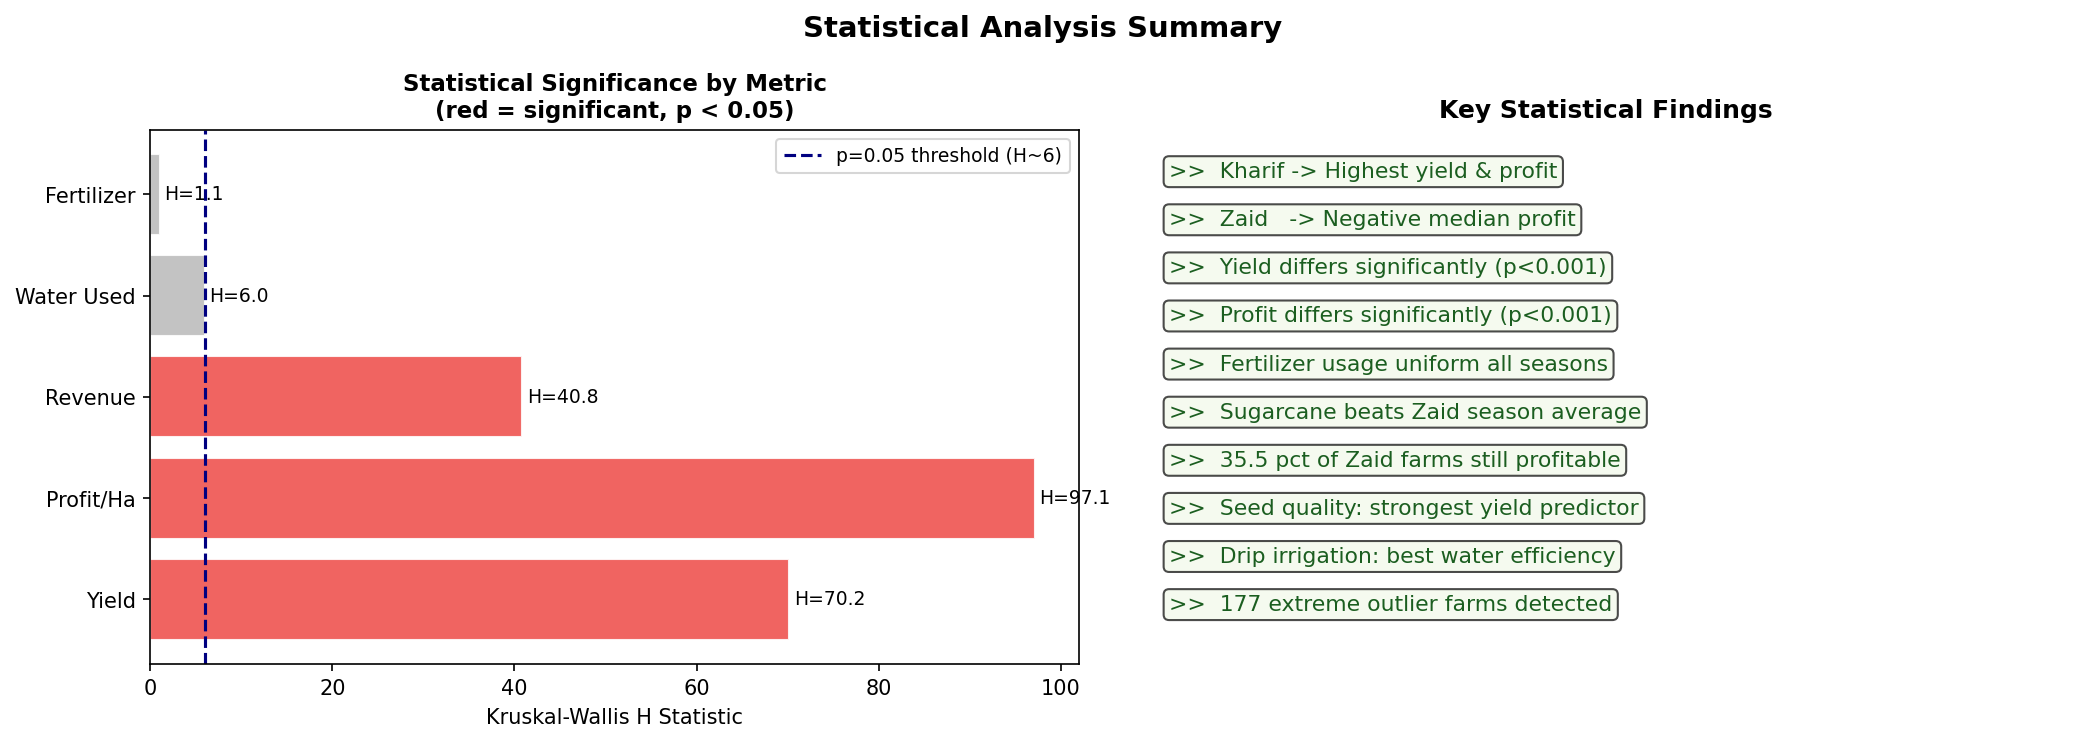 Statistical Analysis Summary
Statistical Significance by Metric
(red = significant, p < 0.05)
p=0.05 threshold (H~6)
Fertilizer
H=1.1
Water Used
H=6.0
Revenue
H=40.8
Profit/Ha
H=97.1
Yield
H=70.2
0 20 40 60 80 100
Kruskal-Wallis H Statistic
Key Statistical Findings
>> Kharif -> Highest yield & profit
>> Zaid -> Negative median profit
>> Yield differs significantly (p<0.001)
>> Profit differs significantly (p<0.001)
>> Fertilizer usage uniform all seasons
>> Sugarcane beats Zaid season average
>> 35.5 pct of Zaid farms still profitable
>> Seed quality: strongest yield predictor
>> Drip irrigation: best water efficiency
>> 177 extreme outlier farms detected